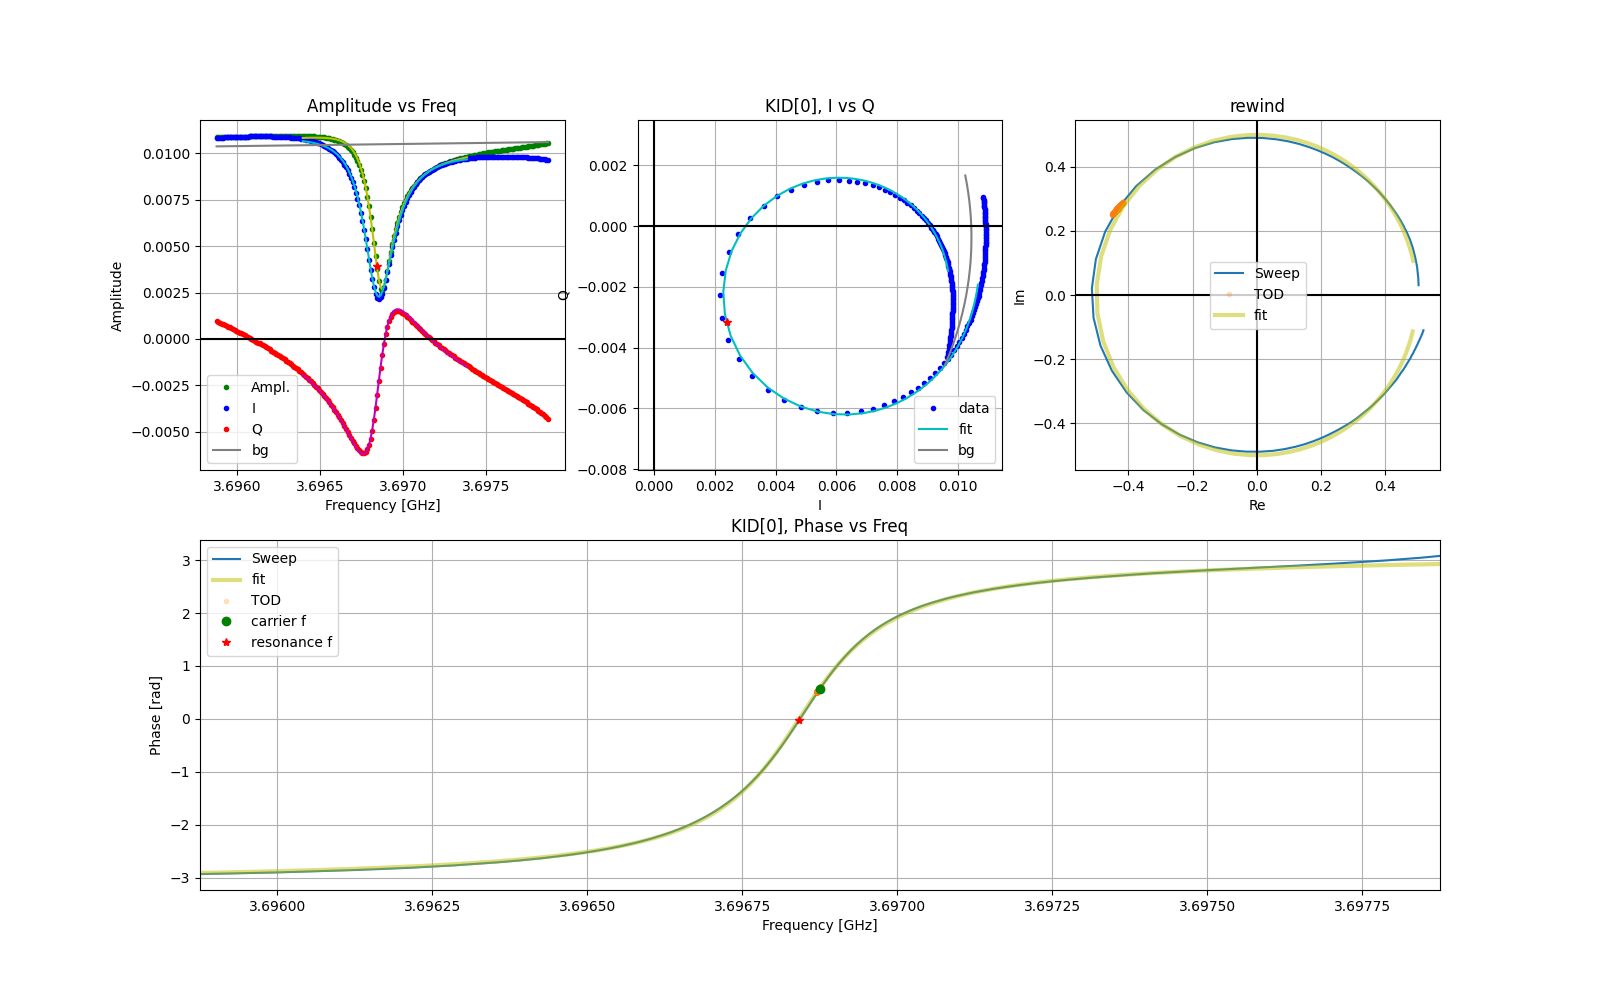 Amplitude vs Freq
Amplitude
0.0100
0.0075
0.0050
0.0025
0.0000
−0.0025
−0.0050
Ampl.
I
Q
bg
3.6960
3.6965
3.6970
3.6975
Frequency [GHz]
KID[0], I vs Q
Q
0.002
0.000
−0.002
−0.004
−0.006
−0.008
data
fit
bg
0.000
0.002
0.004
0.006
0.008
0.010
I
rewind
Im
0.4
0.2
0.0
−0.2
−0.4
Sweep
TOD
fit
−0.4
−0.2
0.0
0.2
0.4
Re
KID[0], Phase vs Freq
Phase [rad]
3
2
1
0
−1
−2
−3
Sweep
fit
TOD
carrier f
resonance f
3.69600
3.69625
3.69650
3.69675
3.69700
3.69725
3.69750
3.69775
Frequency [GHz]